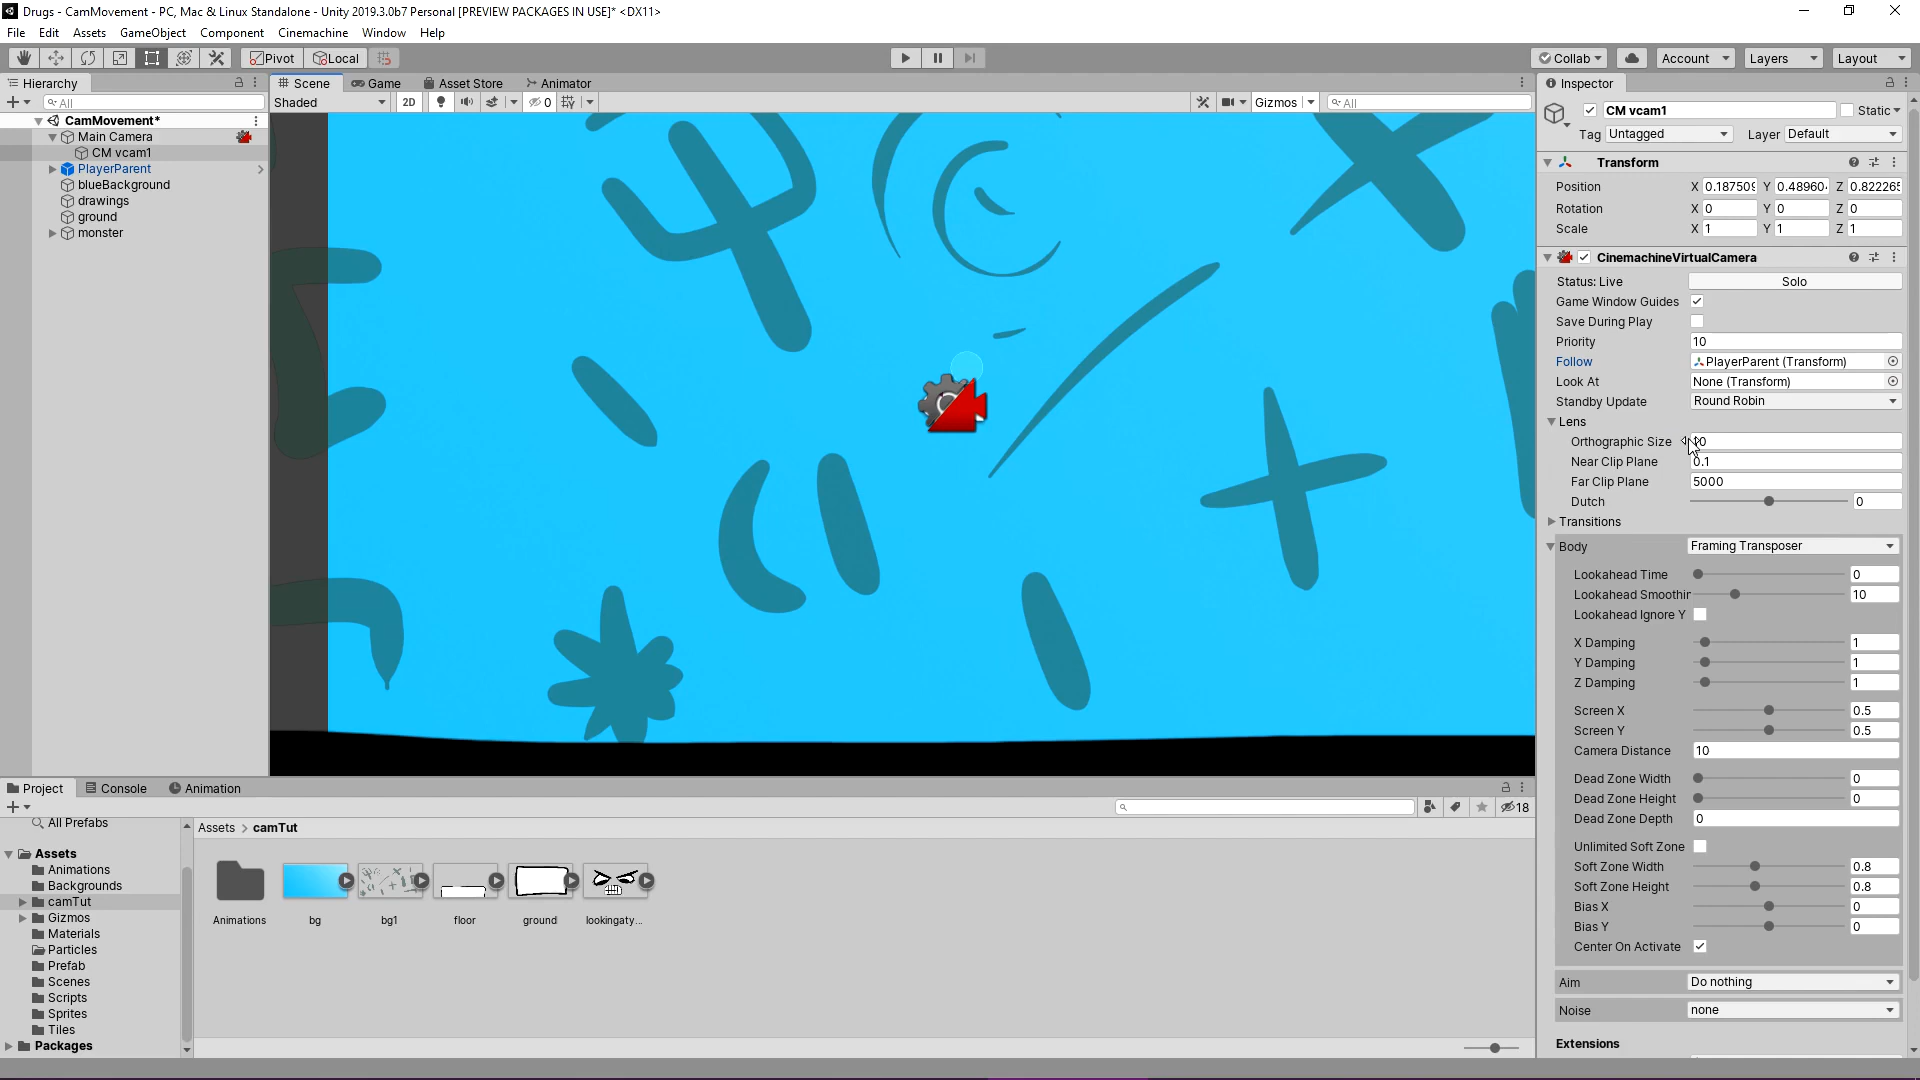 Drugs - CamMovement - PC, Mac & Linux Standalone - Unity 2019.3.0b7 Personal [PREVIEW PACKAGES IN USE]* <DX11>
File Edit Assets GameObject Component Cinemachine Window Help
Pivot Local Collab Account Layers Layout
Hierarchy Scene Game Asset Store Animator Inspector
All Shaded 2D 0 Gizmos All
CM vcam1 Static
CamMovement*
Main Camera
CM vcam1
PlayerParent
blueBackground
drawings
ground
monster
Tag Untagged Layer Default
Transform
Position X 0.187509 Y 0.48960 Z 0.82226
Rotation X 0 Y 0 Z 0
Scale X 1 Y 1 Z 1
CinemachineVirtualCamera
Status: Live Solo
Game Window Guides
Save During Play
Priority 10
Follow PlayerParent (Transform)
Look At None (Transform)
Standby Update Round Robin
Lens
Orthographic Size 10
Near Clip Plane 0.1
Far Clip Plane 5000
Dutch 0
Transitions
Body Framing Transposer
Lookahead Time 0
Lookahead Smoothin 10
Lookahead Ignore Y
X Damping 1
Y Damping 1
Z Damping 1
Screen X 0.5
Screen Y 0.5
Camera Distance 10
Dead Zone Width 0
Dead Zone Height 0
Dead Zone Depth 0
Unlimited Soft Zone
Soft Zone Width 0.8
Soft Zone Height 0.8
Bias X 0
Bias Y 0
Center On Activate
Aim Do nothing
Noise none
Extensions
Project Console Animation
18
All Prefabs
Assets
Animations
Backgrounds
camTut
Gizmos
Materials
Particles
Prefab
Scenes
Scripts
Sprites
Tiles
Packages
Assets > camTut
Animations bg bg1 floor ground lookingaty...